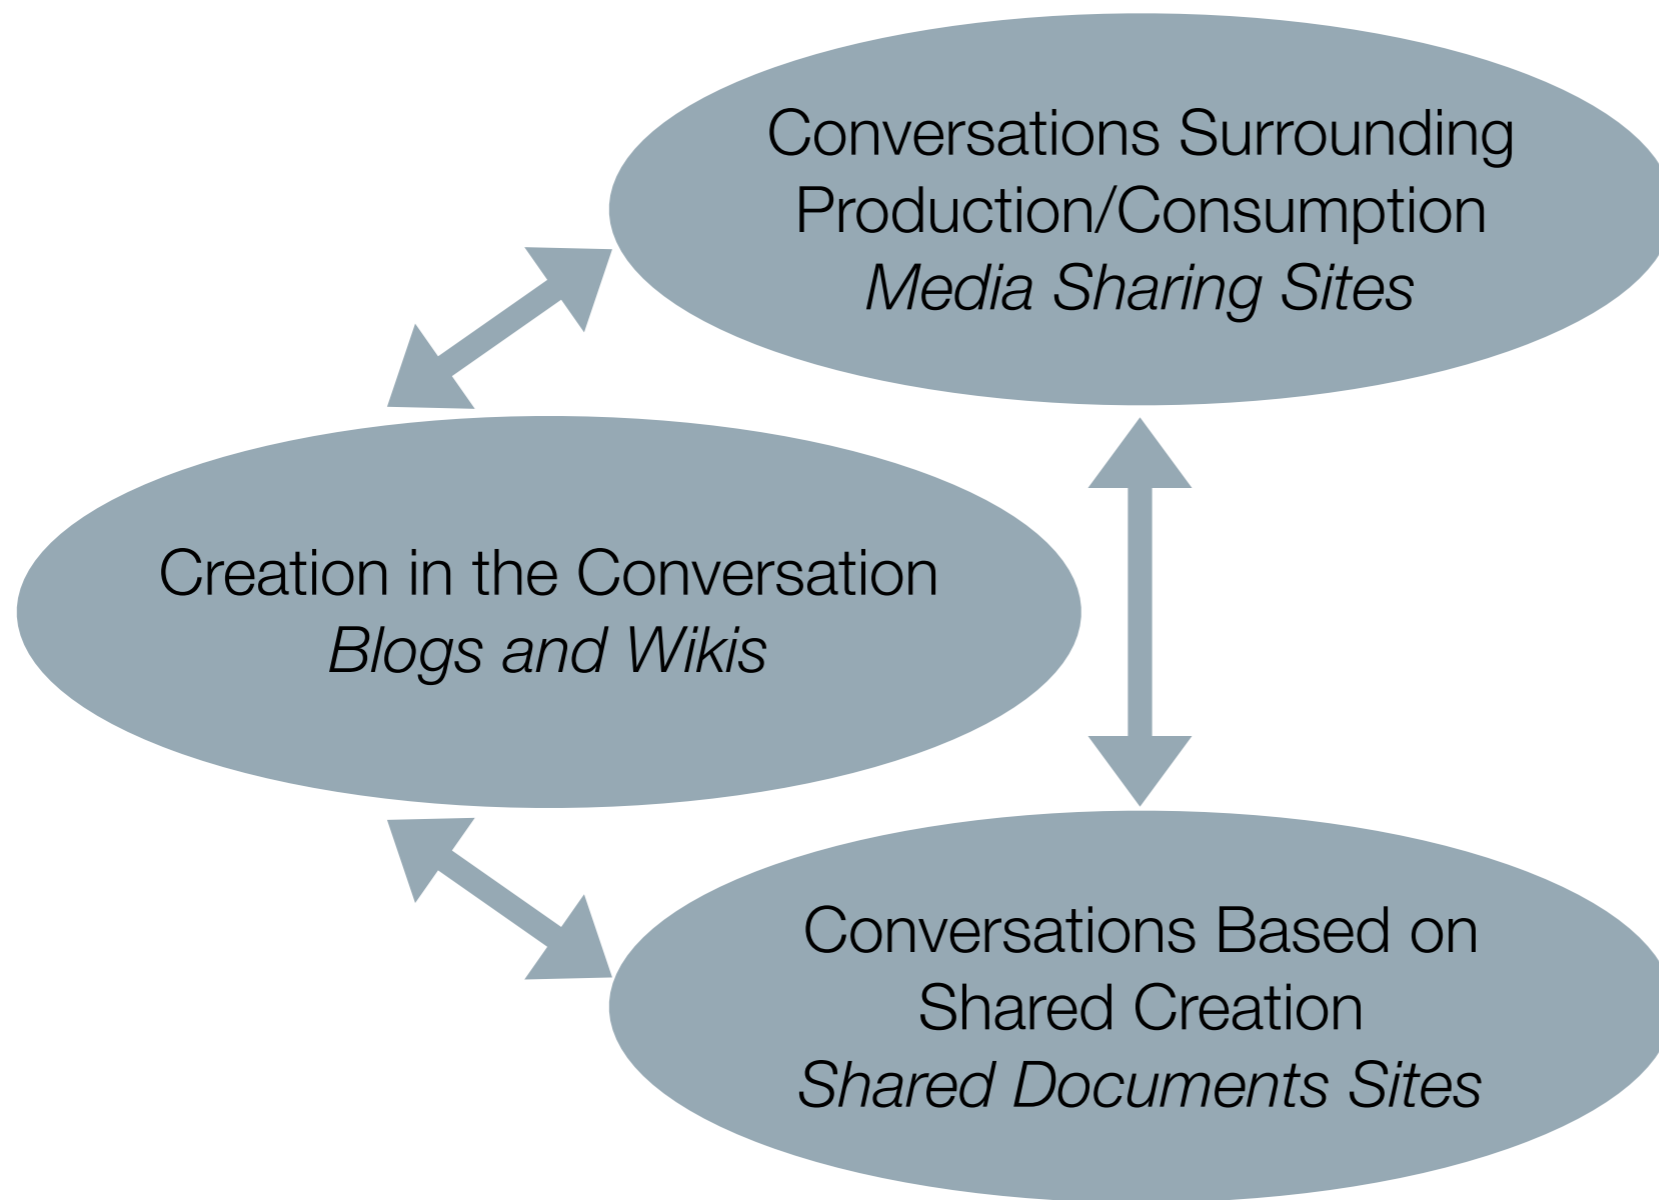 Conversations Surrounding
Production/Consumption
Media Sharing Sites
Creation in the Conversation
Blogs and Wikis
Conversations Based on
Shared Creation
Shared Documents Sites